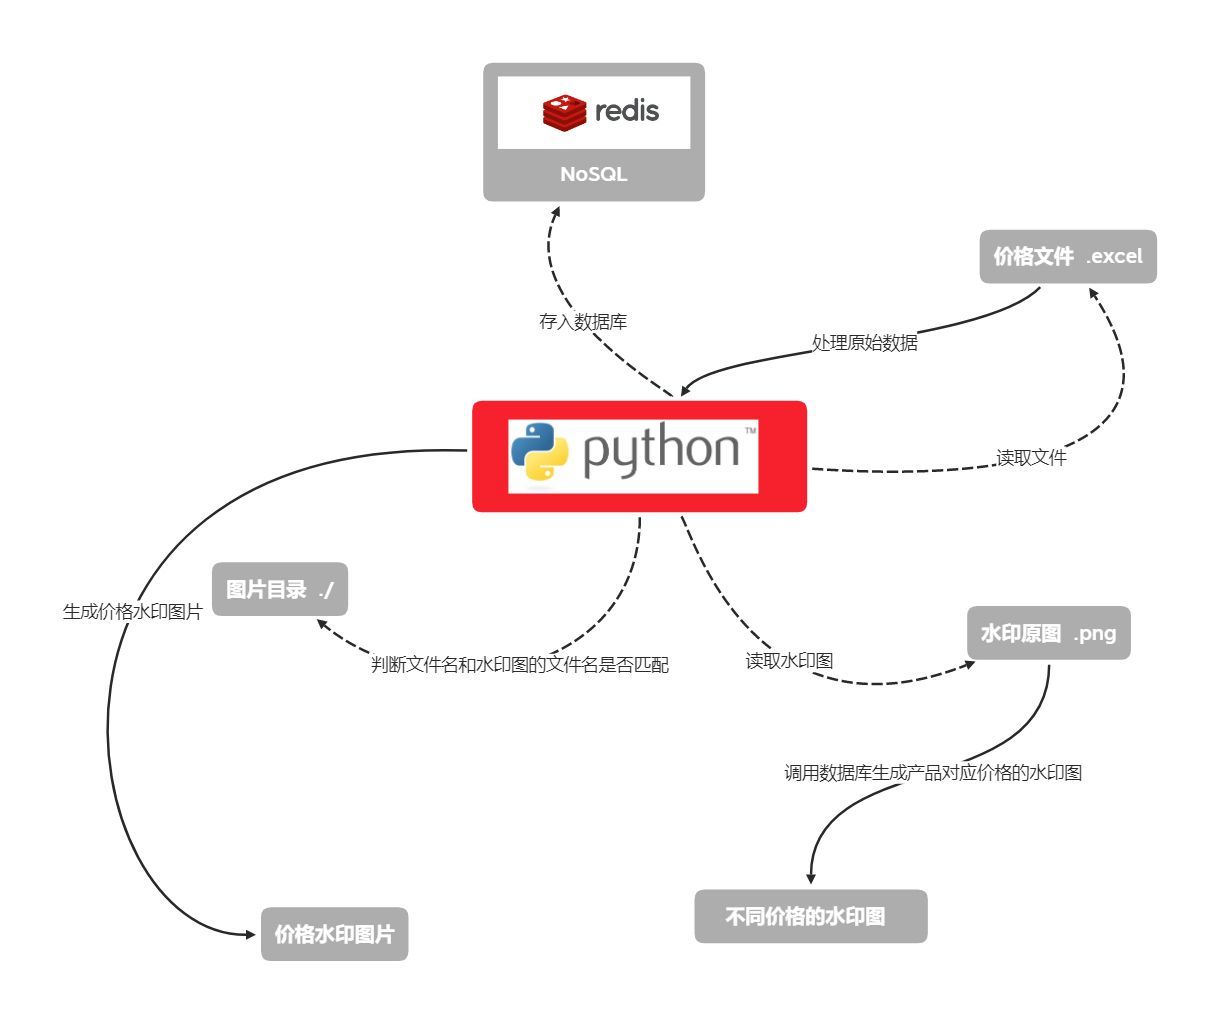 redis
NoSQL
价格文件 .excel
存入数据库
处理原始数据
python™
读取文件
图片目录 ./
生成价格水印图片
水印原图 .png
判断文件名和水印图的文件名是否匹配
读取水印图
调用数据库生成产品对应价格的水印图
不同价格的水印图
价格水印图片